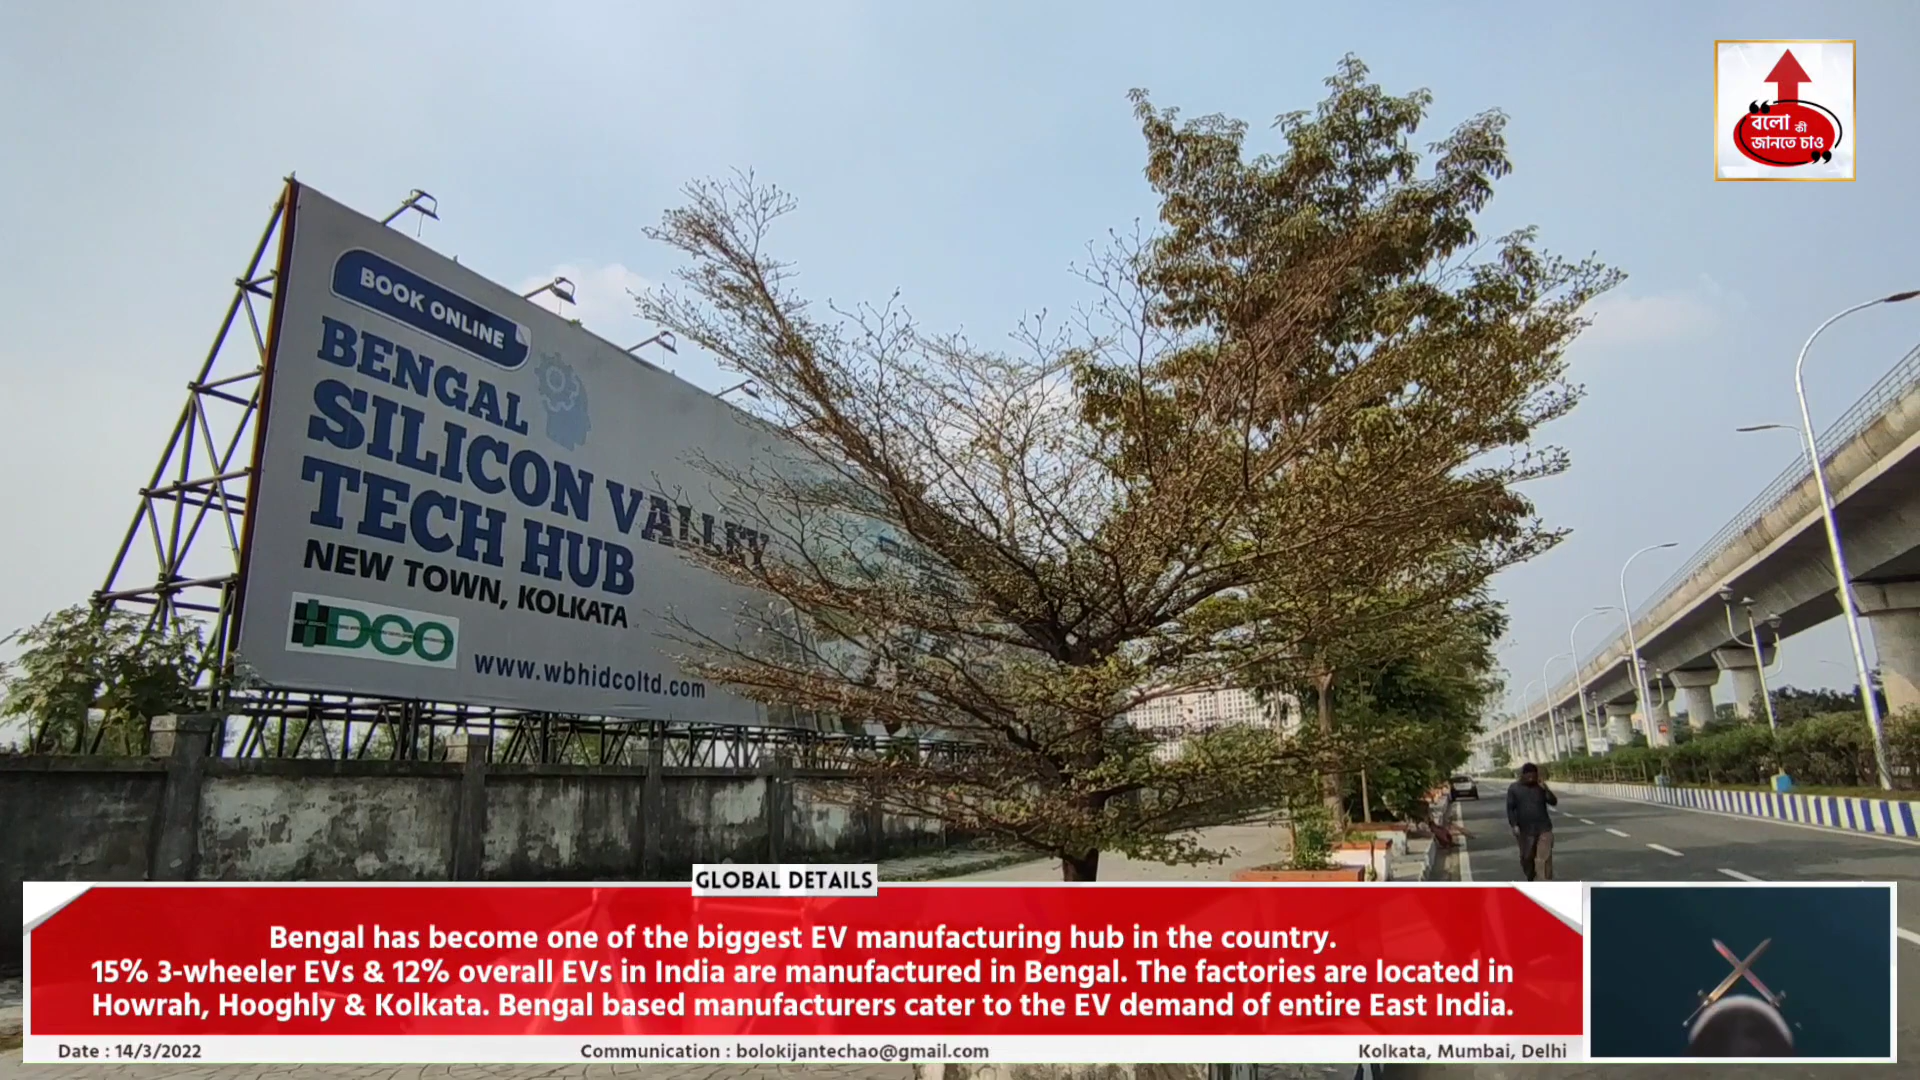 বলো কী
জানতে চাও
BOOK ONLINE
BENGAL
SILICON VALLEY
TECH HUB
NEW TOWN, KOLKATA
HIDCO
www.wbhidcoltd.com
GLOBAL DETAILS
Bengal has become one of the biggest EV manufacturing hub in the country.
15% 3-wheeler EVs & 12% overall EVs in India are manufactured in Bengal. The factories are located in
Howrah, Hooghly & Kolkata. Bengal based manufacturers cater to the EV demand of entire East India.
Date : 14/3/2022
Communication : bolokijantechao@gmail.com
Kolkata, Mumbai, Delhi